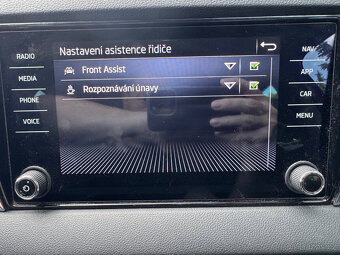 Nastavení asistence řidiče
RADIO
MEDIA
PHONE
VOICE
Front Assist
Rozpoznávání únavy
NAV
APP
CAR
MENU